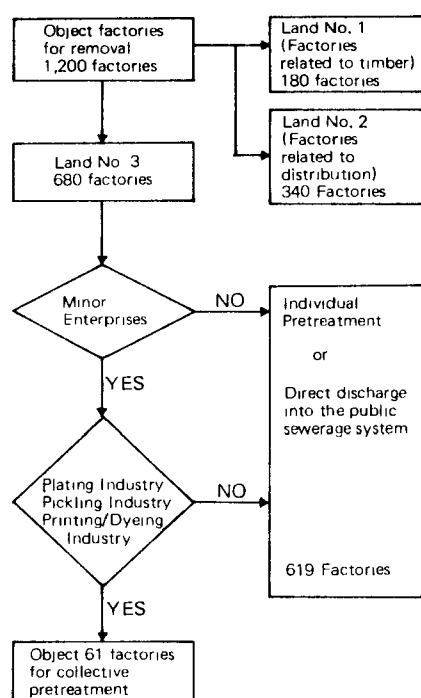 Object factories
for removal
1,200 factories
Land No. 1
(Factories
related to timber)
180 factories
Land No. 2
(Factories
related to
distribution)
340 Factories
Land No. 3
680 factories
Minor
Enterprises
NO
YES
Individual
Pretreatment
or
Direct discharge
into the public
sewerage system
619 Factories
Plating Industry
Pickling Industry
Printing/Dyeing
Industry
NO
YES
Object 61 factories
for collective
pretreatment